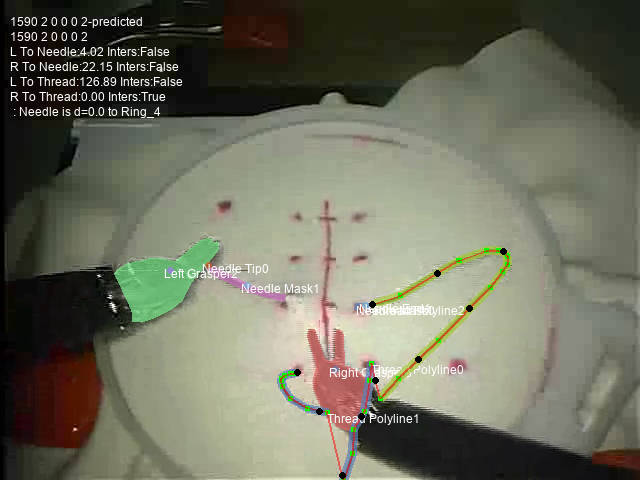 1590 2 0 0 0 2-predicted
1590 2 0 0 0 2
L To Needle:4.02 Inters:False
R To Needle:22.15 Inters:False
L To Thread:126.89 Inters:False
R To Thread:0.00 Inters:True
: Needle is d=0.0 to Ring_4
Needle Tip0
Left Grasper2
Needle Mask1
Polyline2
Right
Thread Polyline0
Thread Polyline1